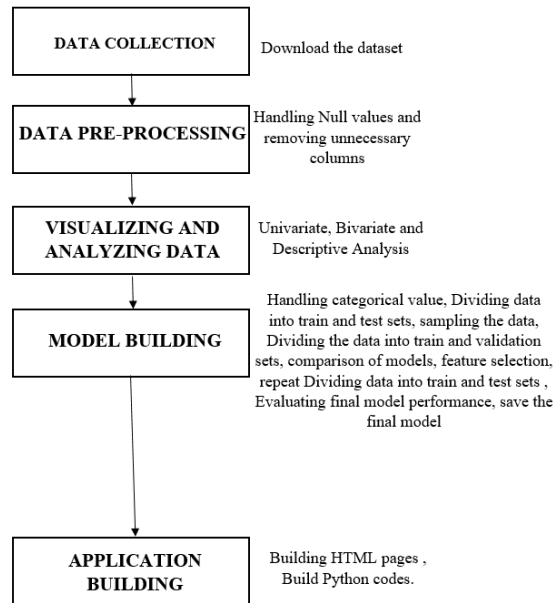 DATA COLLECTION
Download the dataset
DATA PRE-PROCESSING
Handling Null values and
removing unnecessary
columns
VISUALIZING AND
ANALYZING DATA
Univariate, Bivariate and
Descriptive Analysis
MODEL BUILDING
Handling categorical value, Dividing data
into train and test sets, sampling the data,
Dividing the data into train and validation
sets, comparison of models, feature selection,
repeat Dividing data into train and test sets ,
Evaluating final model performance, save the
final model
APPLICATION
BUILDING
Building HTML pages ,
Build Python codes.